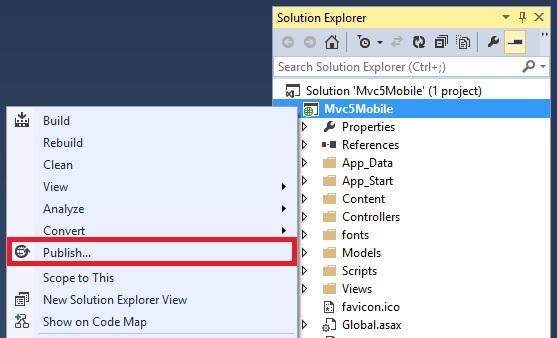 Solution Explorer
Search Solution Explorer (Ctrl+;)
Solution 'Mvc5Mobile' (1 project)
Mvc5Mobile
Properties
References
App_Data
App_Start
Content
Controllers
fonts
Models
Scripts
Views
favicon.ico
Global.asax
Build
Rebuild
Clean
View
Analyze
Convert
Publish...
Scope to This
New Solution Explorer View
Show on Code Map